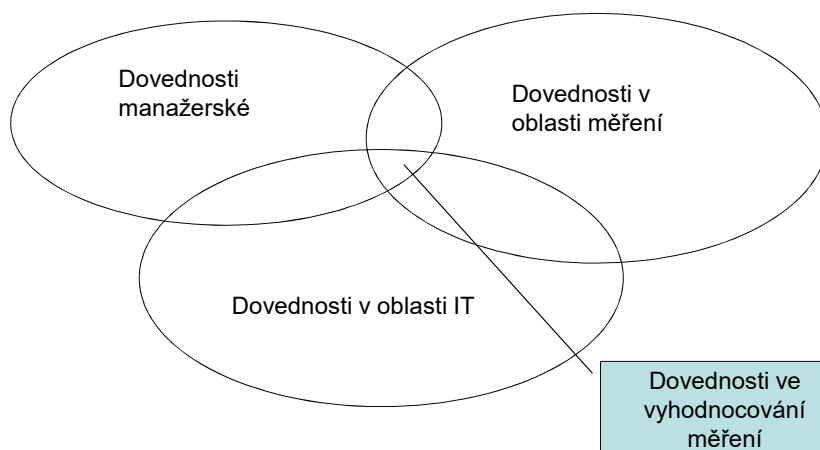 Dovednosti
manažerské
Dovednosti v
oblasti měření
Dovednosti v oblasti IT
Dovednosti ve
vyhodnocování
měření